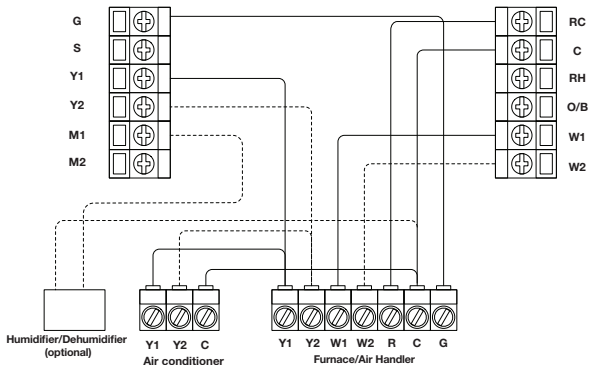 G
S
Y1
Y2
M1
M2
RC
C
RH
O/B
W1
W2
Humidifier/Dehumidifier
(optional)
Y1 Y2 C
Air conditioner
Y1 Y2 W1 W2 R C G
Furnace/Air Handler